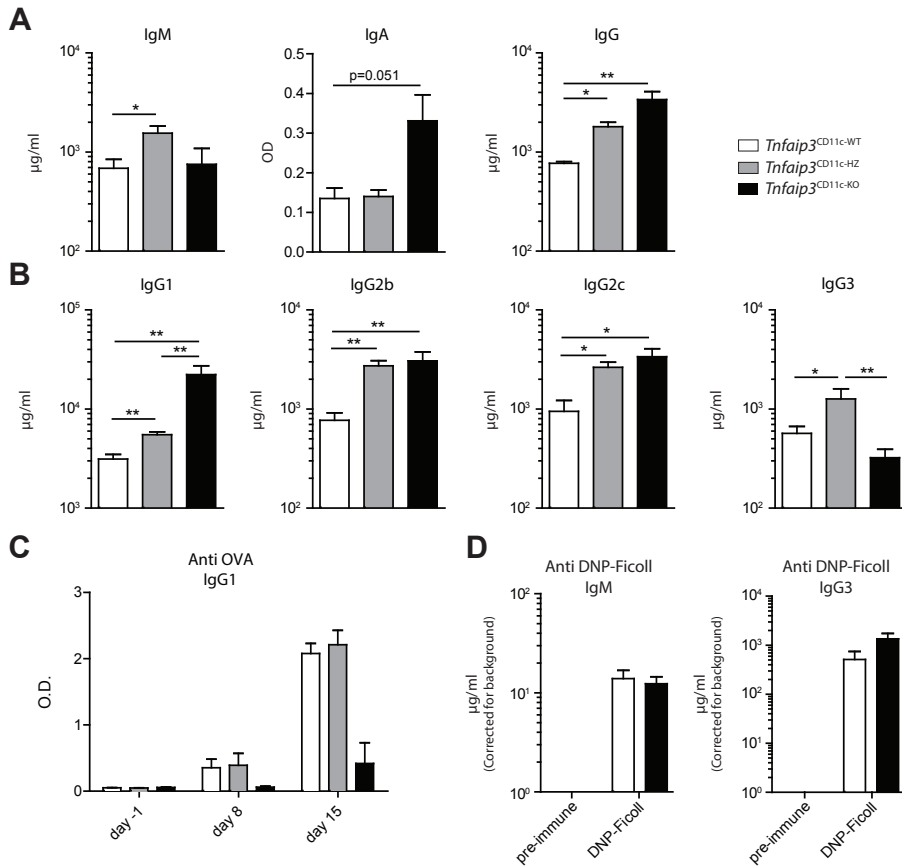 A
IgM
10⁴
10³
10²
µg/ml
*
IgA
0.5
0.4
0.3
0.2
0.1
0.0
OD
p=0.051
IgG
10⁴
10³
10²
µg/ml
**
*
Tnfaip3CD11c-WT
Tnfaip3CD11c-HZ
Tnfaip3CD11c-KO
B
IgG1
10⁵
10⁴
10³
µg/ml
**
**
**
IgG2b
10⁴
10³
10²
µg/ml
**
**
IgG2c
10⁴
10³
10²
µg/ml
*
*
IgG3
10⁴
10³
10²
µg/ml
* **
C
Anti OVA
IgG1
3
2
1
0
O.D.
day -1 day 8 day 15
D
Anti DNP-Ficoll
IgM
10²
10¹
10⁰
µg/ml
(Corrected for background)
pre-immune DNP-Ficoll
Anti DNP-Ficoll
IgG3
10⁴
10³
10²
10¹
10⁰
µg/ml
(Corrected for background)
pre-immune DNP-Ficoll